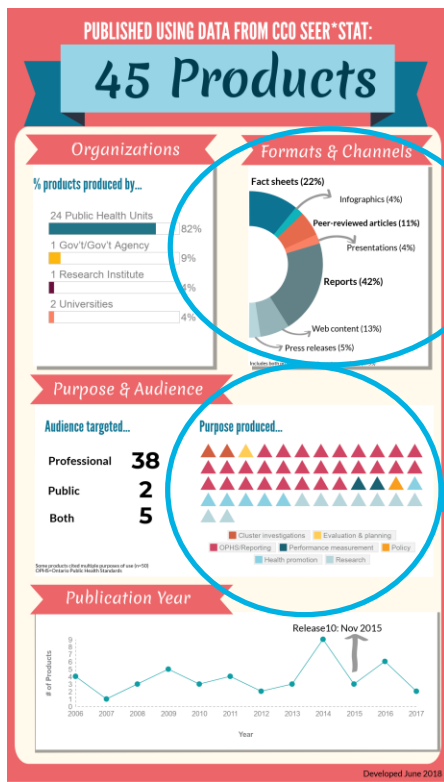 PUBLISHED USING DATA FROM CCO SEER*STAT:
45 Products
Organizations
% products produced by...
24 Public Health Units
82%
1 Gov't/Gov't Agency
9%
1 Research Institute
4%
2 Universities
4%
Formats & Channels
Fact sheets (22%)
Infographics (4%)
Peer-reviewed articles (11%)
Presentations (4%)
Reports (42%)
Web content (13%)
Press releases (5%)
Includes both
Purpose & Audience
Audience targeted...
Professional 38
Public 2
Both 5
Some products cited multiple purposes of use (n=50)
OPHS=Ontario Public Health Standards
Purpose produced...
Cluster investigations Evaluation & planning
OPHS/Reporting Performance measurement Policy
Health promotion Research
Publication Year
Release10: Nov 2015
# of Products
9
8
7
6
5
4
3
2
1
0
2006 2007 2008 2009 2010 2011 2012 2013 2014 2015 2016 2017
Year
Developed June 2018